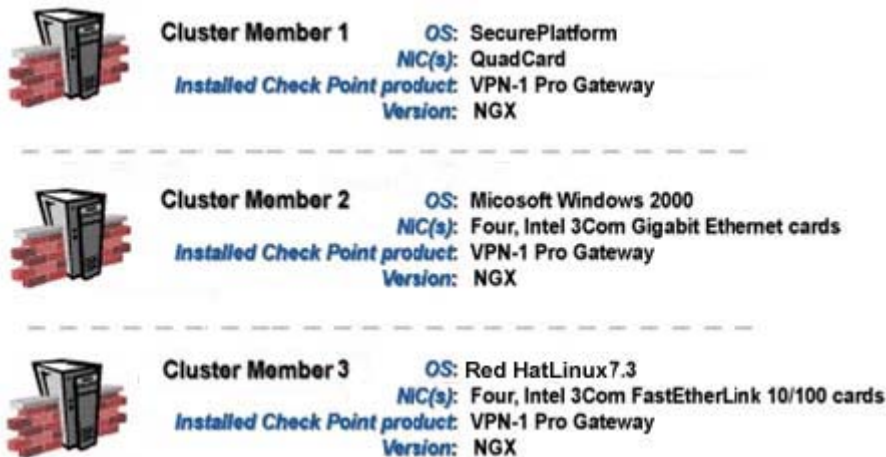 Cluster Member 1 OS: SecurePlatform
NIC(s): QuadCard
Installed Check Point product: VPN-1 Pro Gateway
Version: NGX
Cluster Member 2 OS: Micosoft Windows 2000
NIC(s): Four, Intel 3Com Gigabit Ethernet cards
Installed Check Point product: VPN-1 Pro Gateway
Version: NGX
Cluster Member 3 OS: Red HatLinux7.3
NIC(s): Four, Intel 3Com FastEtherLink 10/100 cards
Installed Check Point product: VPN-1 Pro Gateway
Version: NGX